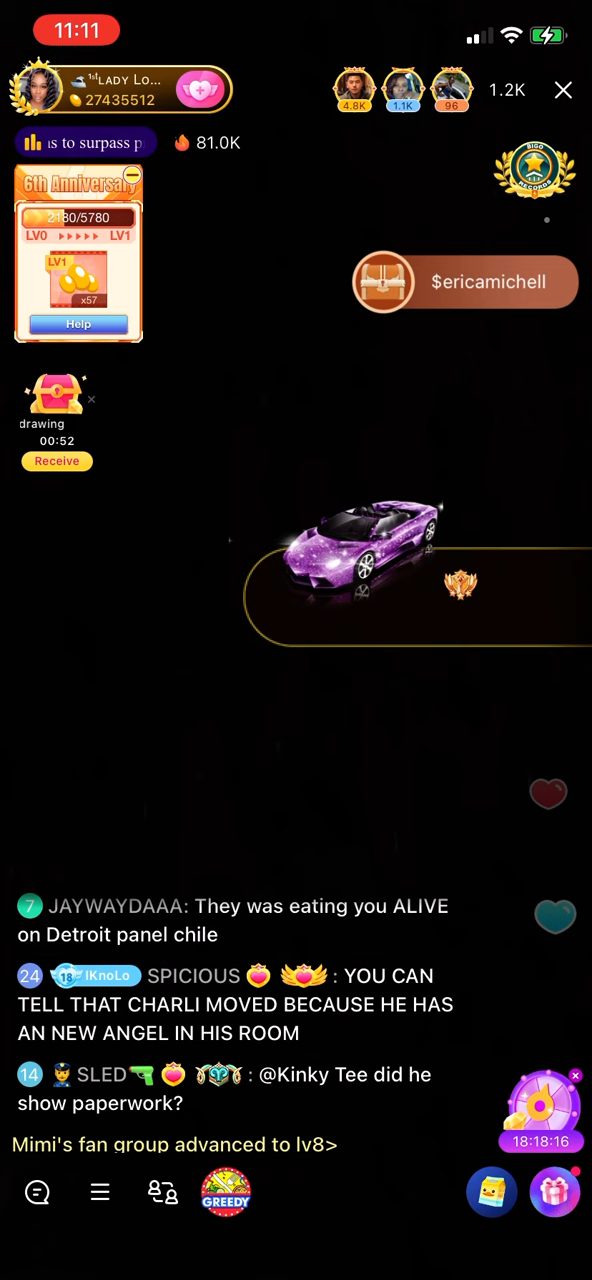 11:11
1stLADY Lo...
27435512
4.8K
1.1K
96
1.2K
as to surpass p
81.0K
BIGO
RECORDS
6th Anniversary
2180/5780
LV0 LV1
LV1
x57
Help
$ericamichell
drawing
00:52
Receive
7 JAYWAYDAAA: They was eating you ALIVE
on Detroit panel chile
24 18 IKnoLo SPICIOUS : YOU CAN
TELL THAT CHARLI MOVED BECAUSE HE HAS
AN NEW ANGEL IN HIS ROOM
14 SLED : @Kinky Tee did he
show paperwork?
Mimi's fan group advanced to lv8>
18:18:16
GREEDY